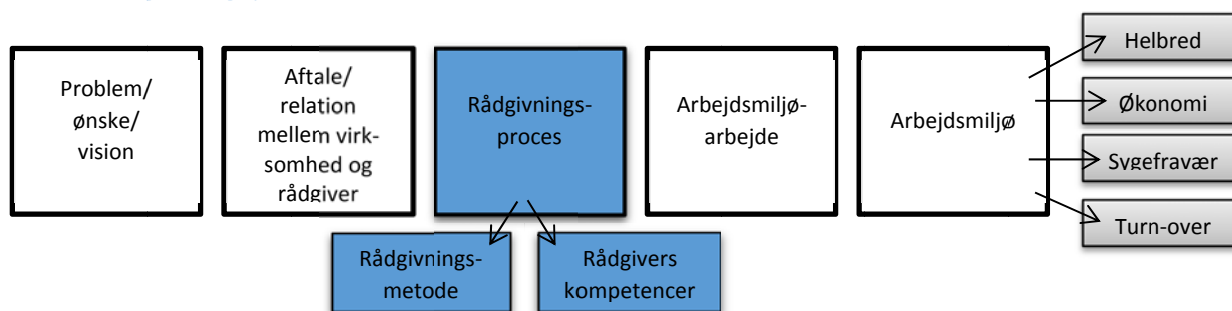 Problem/
ønske/
vision
Aftale/
relation
mellem virk-
somhed og
rådgiver
Rådgivnings-
proces
Arbejdsmiljø-
arbejde
Arbejdsmiljø
Helbred
Økonomi
Sygefravær
Turn-over
Rådgivnings-
metode
Rådgivers
kompetencer